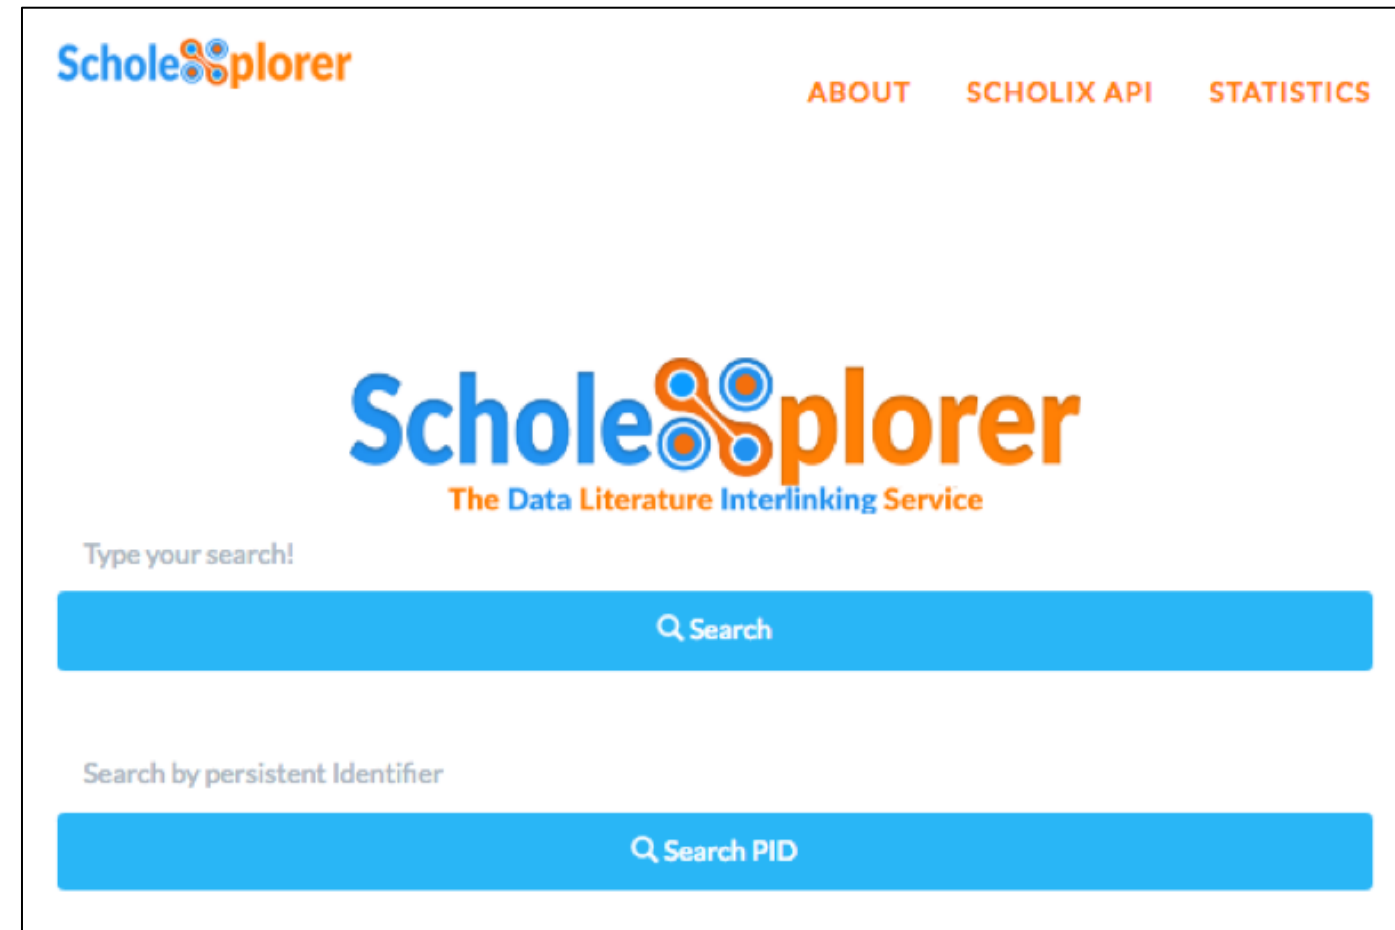 ScholeXplorer
ABOUT SCHOLIX API STATISTICS
ScholeXplorer
The Data Literature Interlinking Service
Type your search!
Search
Search by persistent Identifier
Search PID